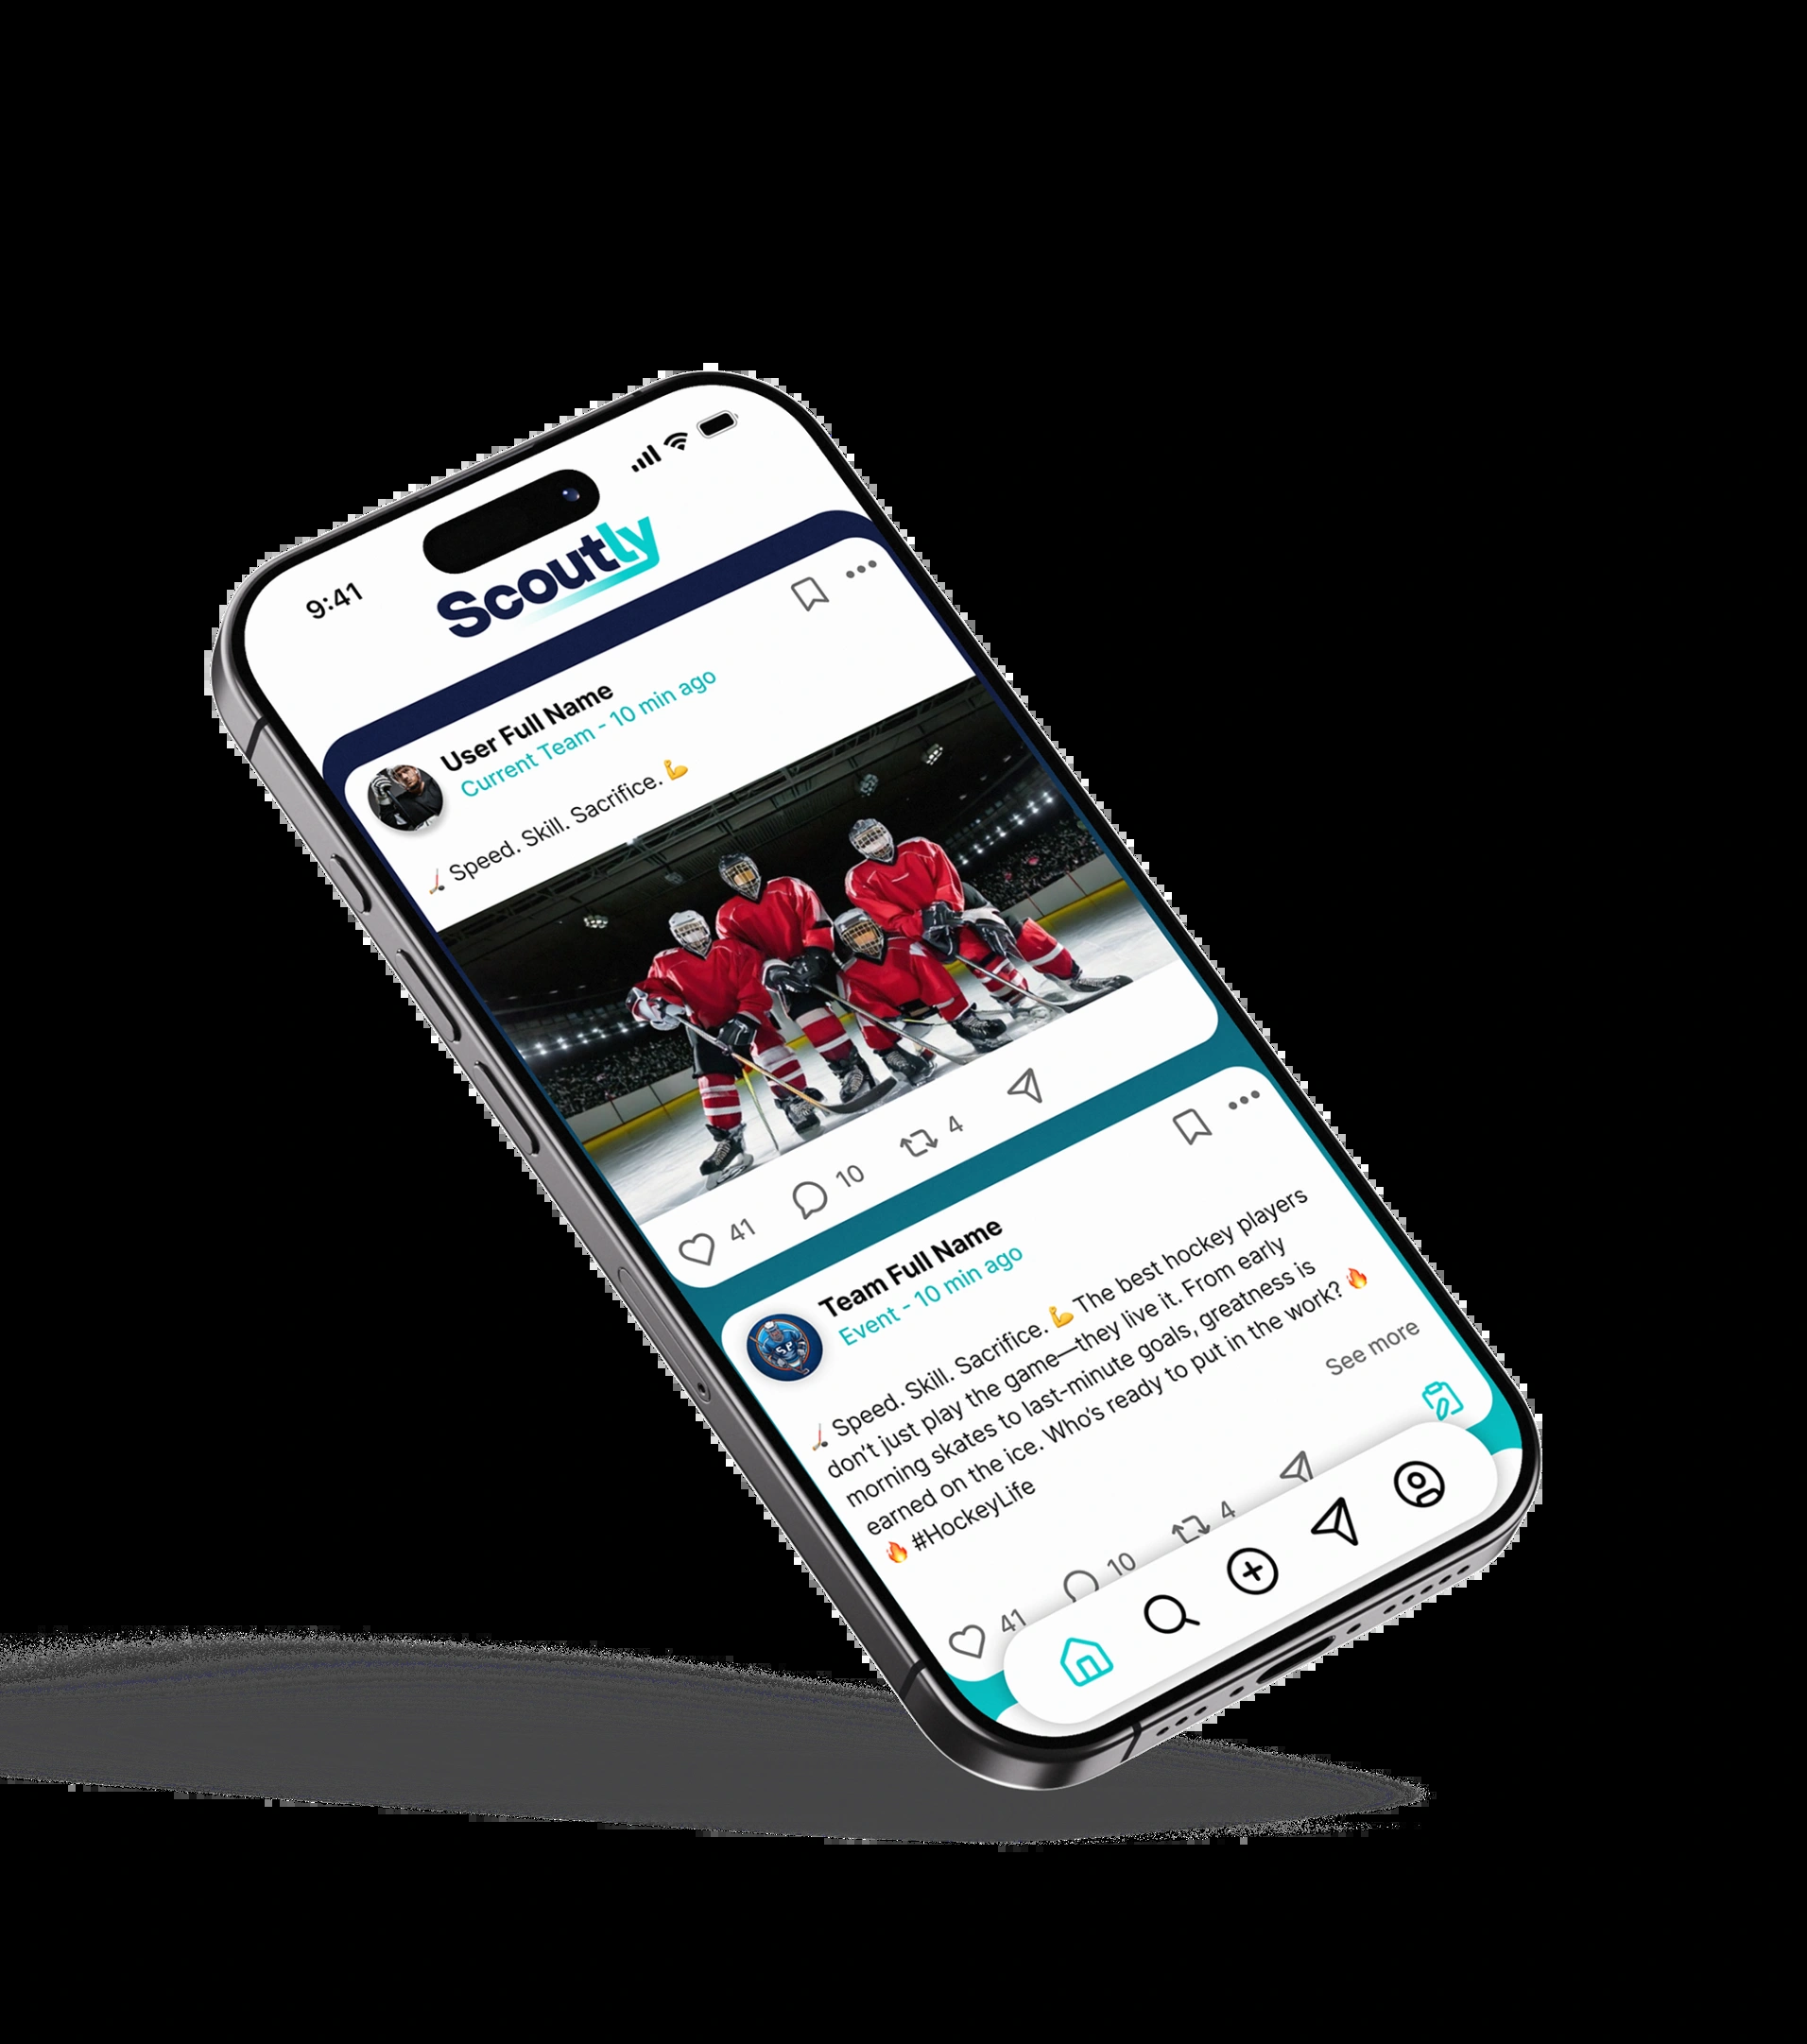 9:41
Scoutly
User Full Name
Current Team - 10 min ago
🏒 Speed. Skill. Sacrifice. 💪
41 10 4
Team Full Name
Event - 10 min ago
🏒 Speed. Skill. Sacrifice. 💪 The best hockey players
don't just play the game—they live it. From early
morning skates to last-minute goals, greatness is
earned on the ice. Who's ready to put in the work? 🔥
🔥 #HockeyLife
See more
41 10 4